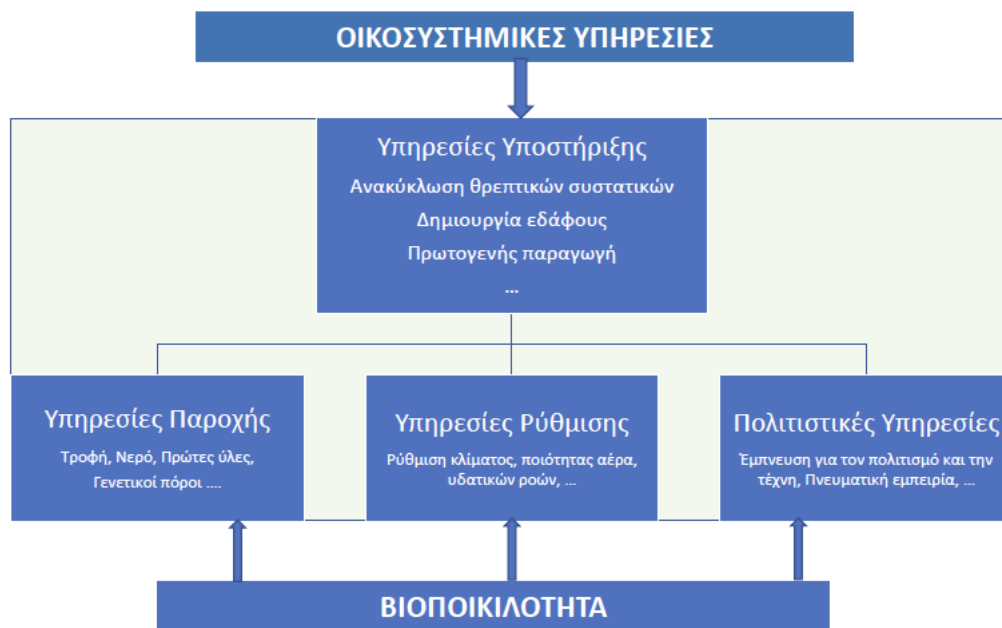 ΟΙΚΟΣΥΣΤΗΜΙΚΕΣ ΥΠΗΡΕΣΙΕΣ
Υπηρεσίες Υποστήριξης
Ανακύκλωση θρεπτικών συστατικών
Δημιουργία εδάφους
Πρωτογενής παραγωγή
...
Υπηρεσίες Παροχής
Τροφή, Νερό, Πρώτες ύλες,
Γενετικοί πόροι ....
Υπηρεσίες Ρύθμισης
Ρύθμιση κλίματος, ποιότητας αέρα,
υδατικών ροών, ...
Πολιτιστικές Υπηρεσίες
Έμπνευση για τον πολιτισμό και την
τέχνη, Πνευματική εμπειρία, ...
ΒΙΟΠΟΙΚΙΛΟΤΗΤΑ